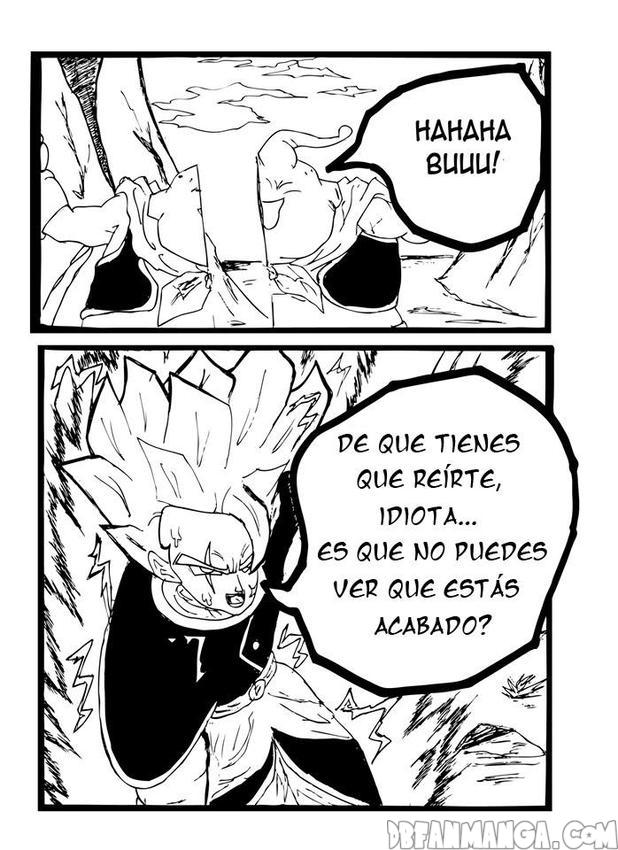 HAHAHA
BUUU!
DE QUE TIENES
QUE REÍRTE,
IDIOTA...
ES QUE NO PUEDES
VER QUE ESTÁS
ACABADO?
DBFANMANGA.COM